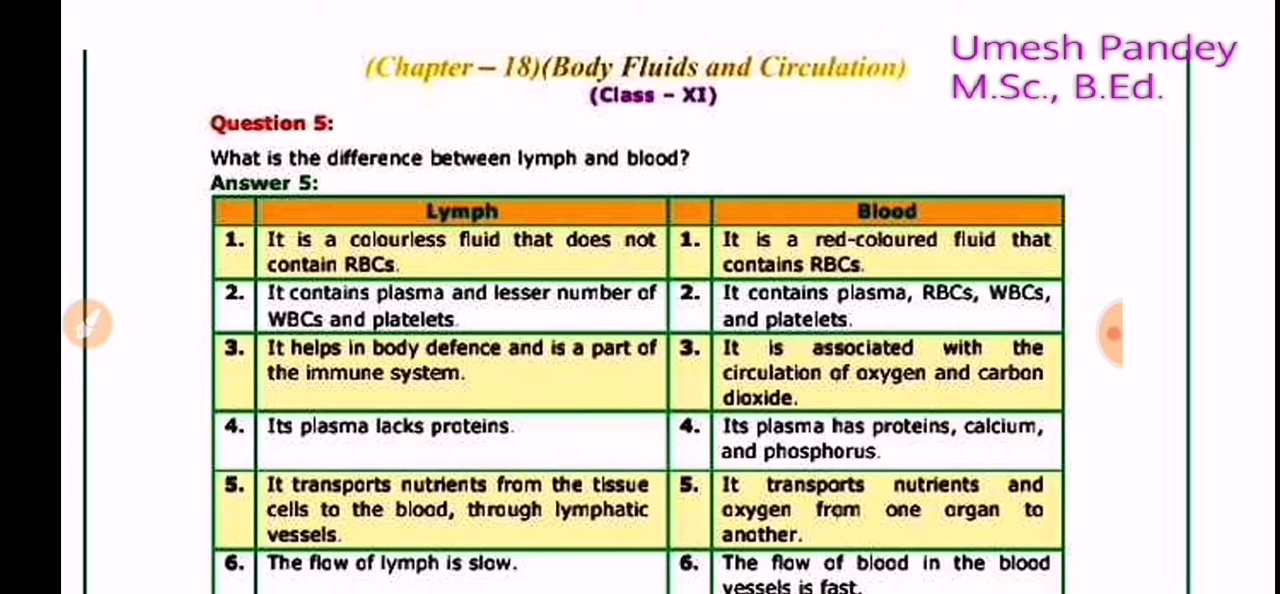 Umesh Pandey
M.Sc., B.Ed.
(Chapter – 18)(Body Fluids and Circulation)
(Class – XI)
Question 5:
What is the difference between lymph and blood?
Answer 5:
Lymph Blood
1. It is a colourless fluid that does not
contain RBCs.
1. It is a red-coloured fluid that
contains RBCs.
2. It contains plasma and lesser number of
WBCs and platelets.
2. It contains plasma, RBCs, WBCs,
and platelets.
3. It helps in body defence and is a part of
the immune system.
3. It is associated with the
circulation of oxygen and carbon
dioxide.
4. Its plasma lacks proteins.
4. Its plasma has proteins, calcium,
and phosphorus.
5. It transports nutrients from the tissue
cells to the blood, through lymphatic
vessels.
5. It transports nutrients and
oxygen from one organ to
another.
6. The flow of lymph is slow.
6. The flow of blood in the blood
vessels is fast.